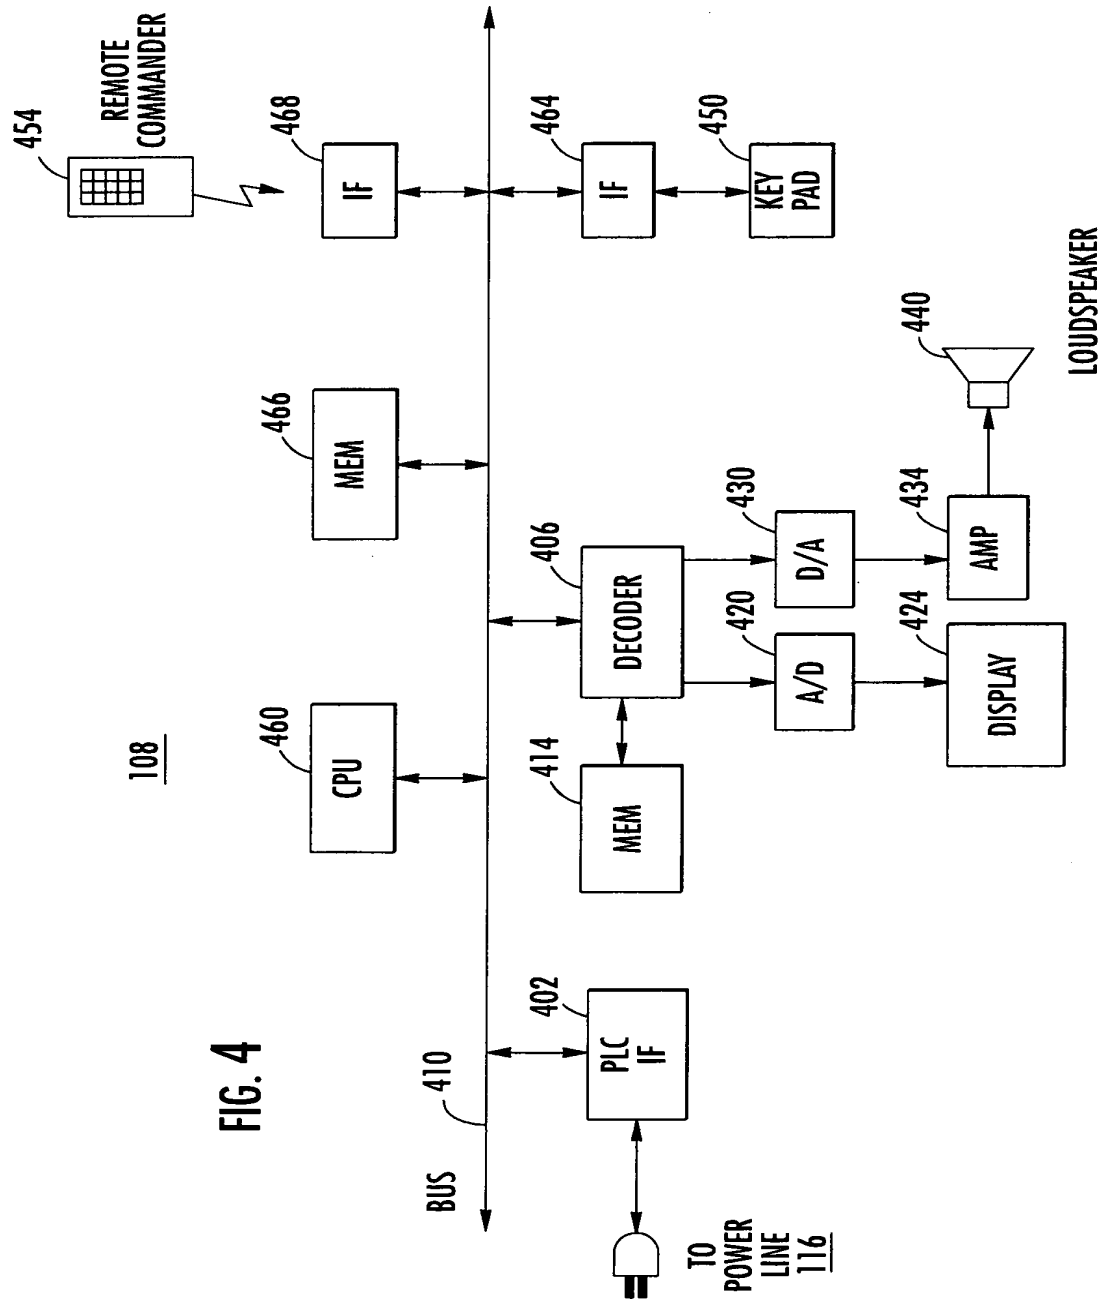 FIG. 4
108
454
REMOTE
COMMANDER
460
CPU
466
MEM
468
IF
BUS
410
402
PLC
IF
TO
POWER
LINE
116
414
MEM
406
DECODER
464
IF
450
KEY
PAD
420
A/D
430
D/A
424
DISPLAY
434
AMP
440
LOUDSPEAKER